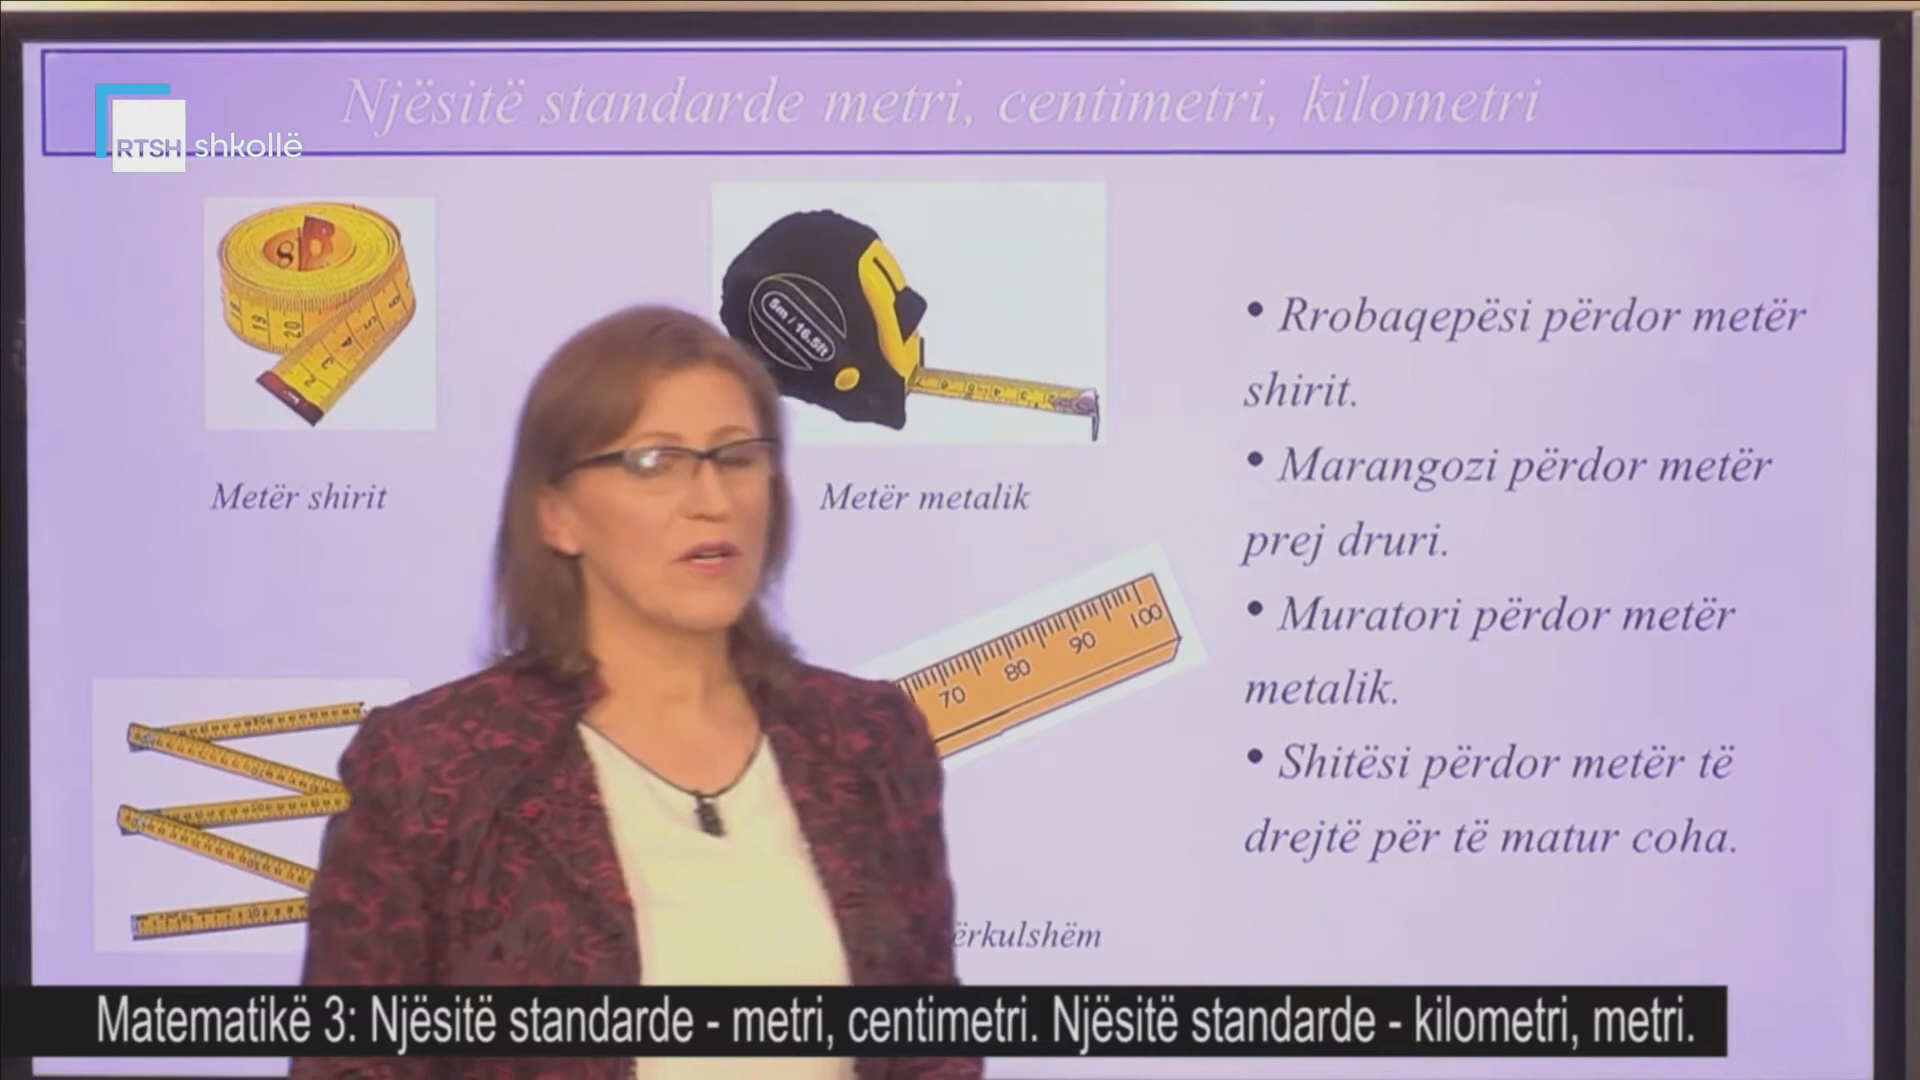 Njësitë standarde metri, centimetri, kilometri
RTSH shkollë
5m / 16.5ft
Metër shirit
Metër metalik
• Rrobaqepësi përdor metër
shirit.
• Marangozi përdor metër
prej druri.
• Muratori përdor metër
metalik.
• Shitësi përdor metër të
drejtë për të matur coha.
70 80 90 100
ërkulshëm
Matematikë 3: Njësitë standarde - metri, centimetri. Njësitë standarde - kilometri, metri.